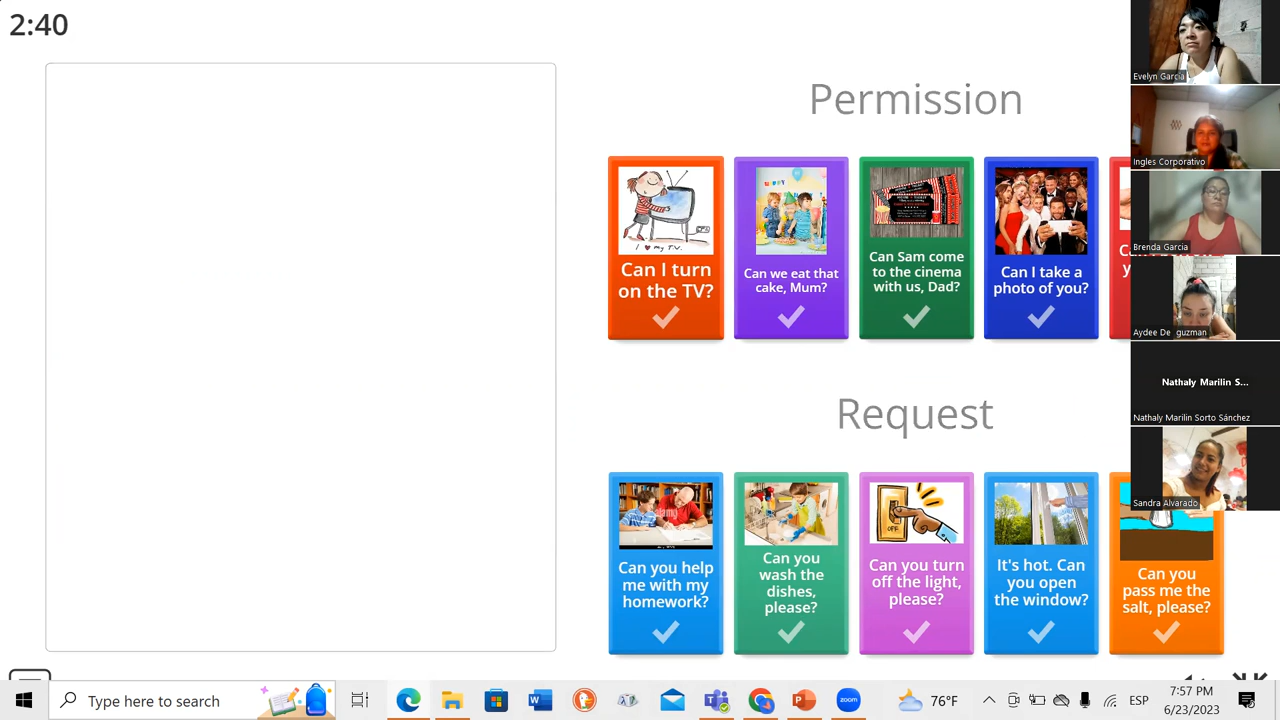 2:40
Permission
Can I turn
on the TV?
Can we eat that
cake, Mum?
Can Sam come
to the cinema
with us, Dad?
Can I take a
photo of you?
Request
Can you help
me with my
homework?
Can you
wash the
dishes,
please?
Can you turn
off the light,
please?
It's hot. Can
you open
the window?
Can you
pass me the
salt, please?
I ♥ my TV.
OFF
Evelyn Garcia
Ingles Corporativo
Brenda Garcia
Aydee De guzman
Nathaly Marilin S...
Nathaly Marilin Sorto Sánchez
Sandra Alvarado
Type here to search
76°F
ESP
7:57 PM
6/23/2023
zoom